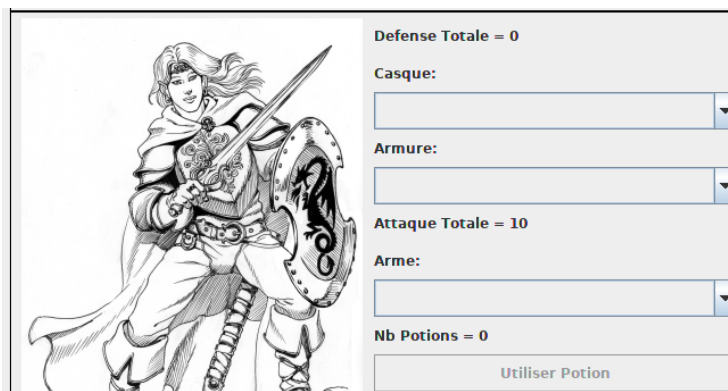 Defense Totale = 0
Casque:
Armure:
Attaque Totale = 10
Arme:
Nb Potions = 0
Utiliser Potion